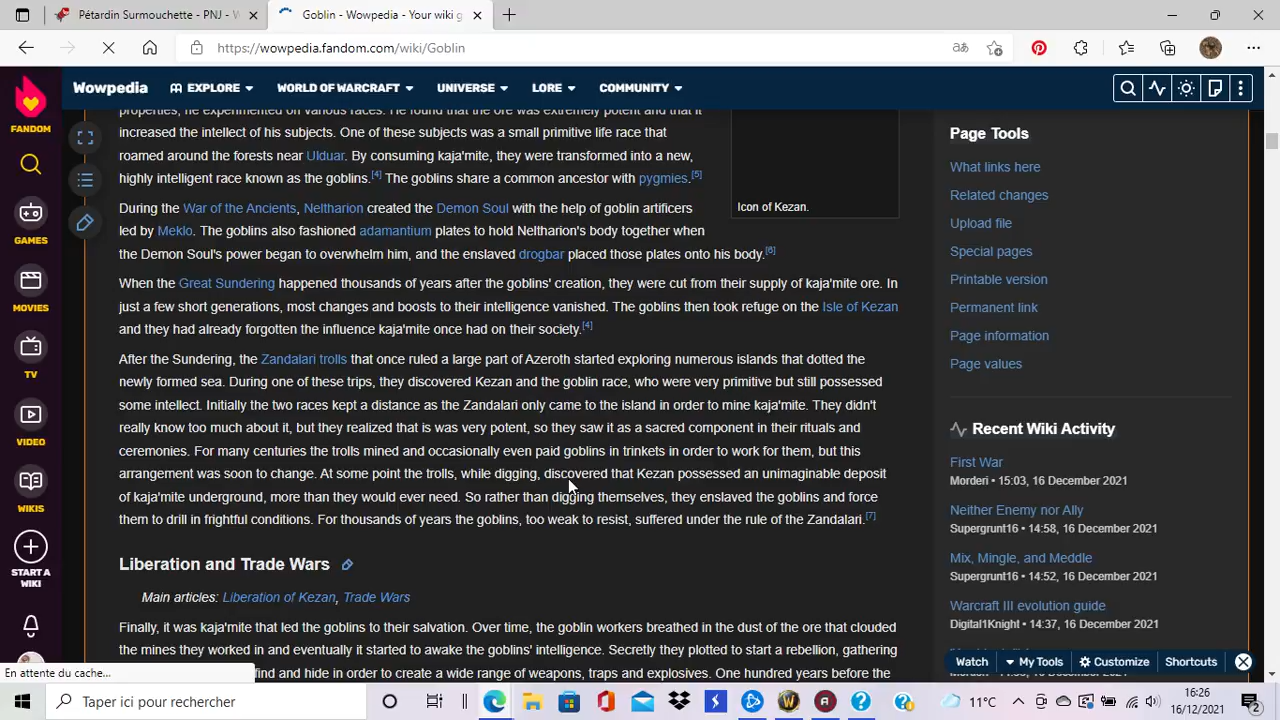 Pétardin Surmouchette - PNJ - W
Goblin - Wowpedia - Your wiki g
https://wowpedia.fandom.com/wiki/Goblin
Wowpedia
EXPLORE
WORLD OF WARCRAFT
UNIVERSE
LORE
COMMUNITY
FANDOM
GAMES
MOVIES
TV
VIDEO
WIKIS
START A
WIKI
properties, he experimented on various races. He found that the ore was extremely potent and that it
increased the intellect of his subjects. One of these subjects was a small primitive life race that
roamed around the forests near Ulduar. By consuming kaja'mite, they were transformed into a new,
highly intelligent race known as the goblins.[4] The goblins share a common ancestor with pygmies.[5]
Icon of Kezan.
During the War of the Ancients, Neltharion created the Demon Soul with the help of goblin artificers
led by Meklo. The goblins also fashioned adamantium plates to hold Neltharion's body together when
the Demon Soul's power began to overwhelm him, and the enslaved drogbar placed those plates onto his body.[6]
When the Great Sundering happened thousands of years after the goblins' creation, they were cut from their supply of kaja'mite ore. In
just a few short generations, most changes and boosts to their intelligence vanished. The goblins then took refuge on the Isle of Kezan
and they had already forgotten the influence kaja'mite once had on their society.[4]
After the Sundering, the Zandalari trolls that once ruled a large part of Azeroth started exploring numerous islands that dotted the
newly formed sea. During one of these trips, they discovered Kezan and the goblin race, who were very primitive but still possessed
some intellect. Initially the two races kept a distance as the Zandalari only came to the island in order to mine kaja'mite. They didn't
really know too much about it, but they realized that is was very potent, so they saw it as a sacred component in their rituals and
ceremonies. For many centuries the trolls mined and occasionally even paid goblins in trinkets in order to work for them, but this
arrangement was soon to change. At some point the trolls, while digging, discovered that Kezan possessed an unimaginable deposit
of kaja'mite underground, more than they would ever need. So rather than digging themselves, they enslaved the goblins and force
them to drill in frightful conditions. For thousands of years the goblins, too weak to resist, suffered under the rule of the Zandalari.[7]
Liberation and Trade Wars
Main articles: Liberation of Kezan, Trade Wars
Finally, it was kaja'mite that led the goblins to their salvation. Over time, the goblin workers breathed in the dust of the ore that clouded
the mines they worked in and eventually it started to awake the goblins' intelligence. Secretly they plotted to start a rebellion, gathering
find and hide in order to create a wide range of weapons, traps and explosives. One hundred years before the
Page Tools
What links here
Related changes
Upload file
Special pages
Printable version
Permanent link
Page information
Page values
Recent Wiki Activity
First War
Morderi • 15:03, 16 December 2021
Neither Enemy nor Ally
Supergrunt16 • 14:58, 16 December 2021
Mix, Mingle, and Meddle
Supergrunt16 • 14:52, 16 December 2021
Warcraft III evolution guide
Digital1Knight • 14:37, 16 December 2021
Watch
My Tools
Customize
Shortcuts
En attente du cache...
Taper ici pour rechercher
11°C
16:26
16/12/2021
2